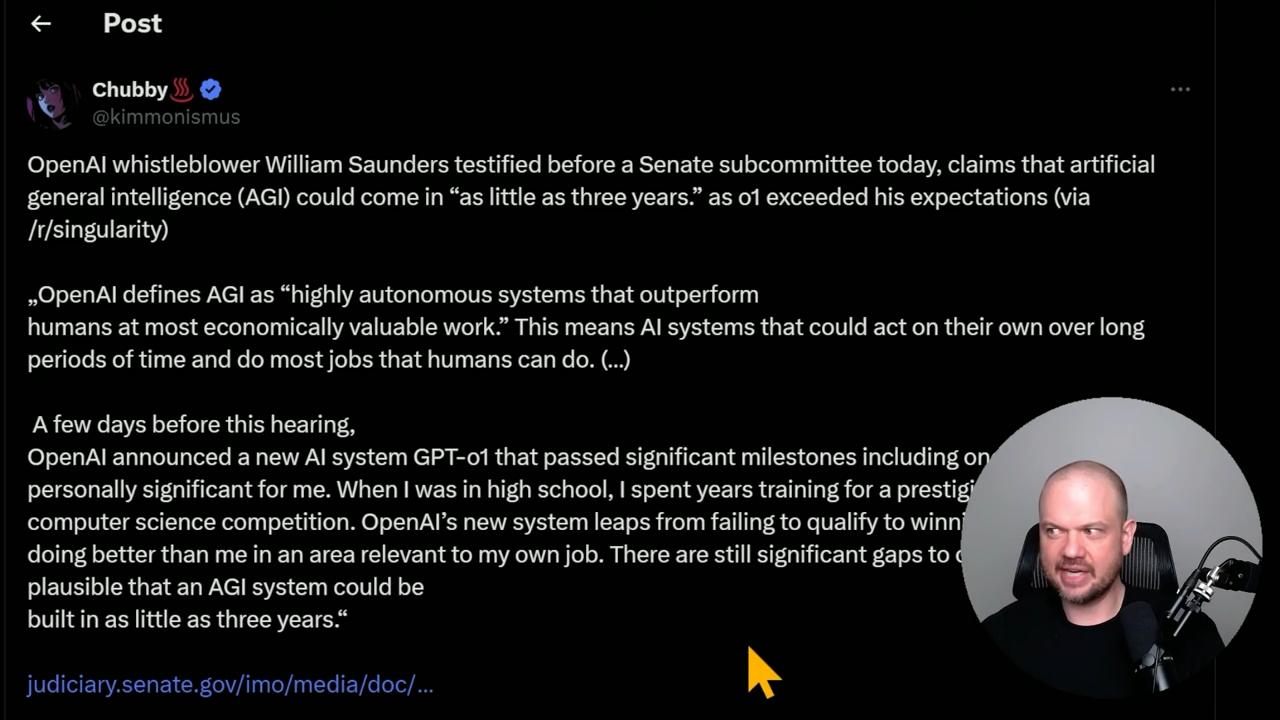 ← Post
Chubby♨️
@kimmonismus
OpenAI whistleblower William Saunders testified before a Senate subcommittee today, claims that artificial
general intelligence (AGI) could come in “as little as three years.” as o1 exceeded his expectations (via
/r/singularity)
„OpenAI defines AGI as “highly autonomous systems that outperform
humans at most economically valuable work.” This means AI systems that could act on their own over long
periods of time and do most jobs that humans can do. (...)
A few days before this hearing,
OpenAI announced a new AI system GPT-o1 that passed significant milestones including
personally significant for me. When I was in high school, I spent years training for a
computer science competition. OpenAI’s new system leaps from failing to qualify to
doing better than me in an area relevant to my own job. There are still significant gaps to
plausible that an AGI system could be
built in as little as three years.“
judiciary.senate.gov/imo/media/doc/...